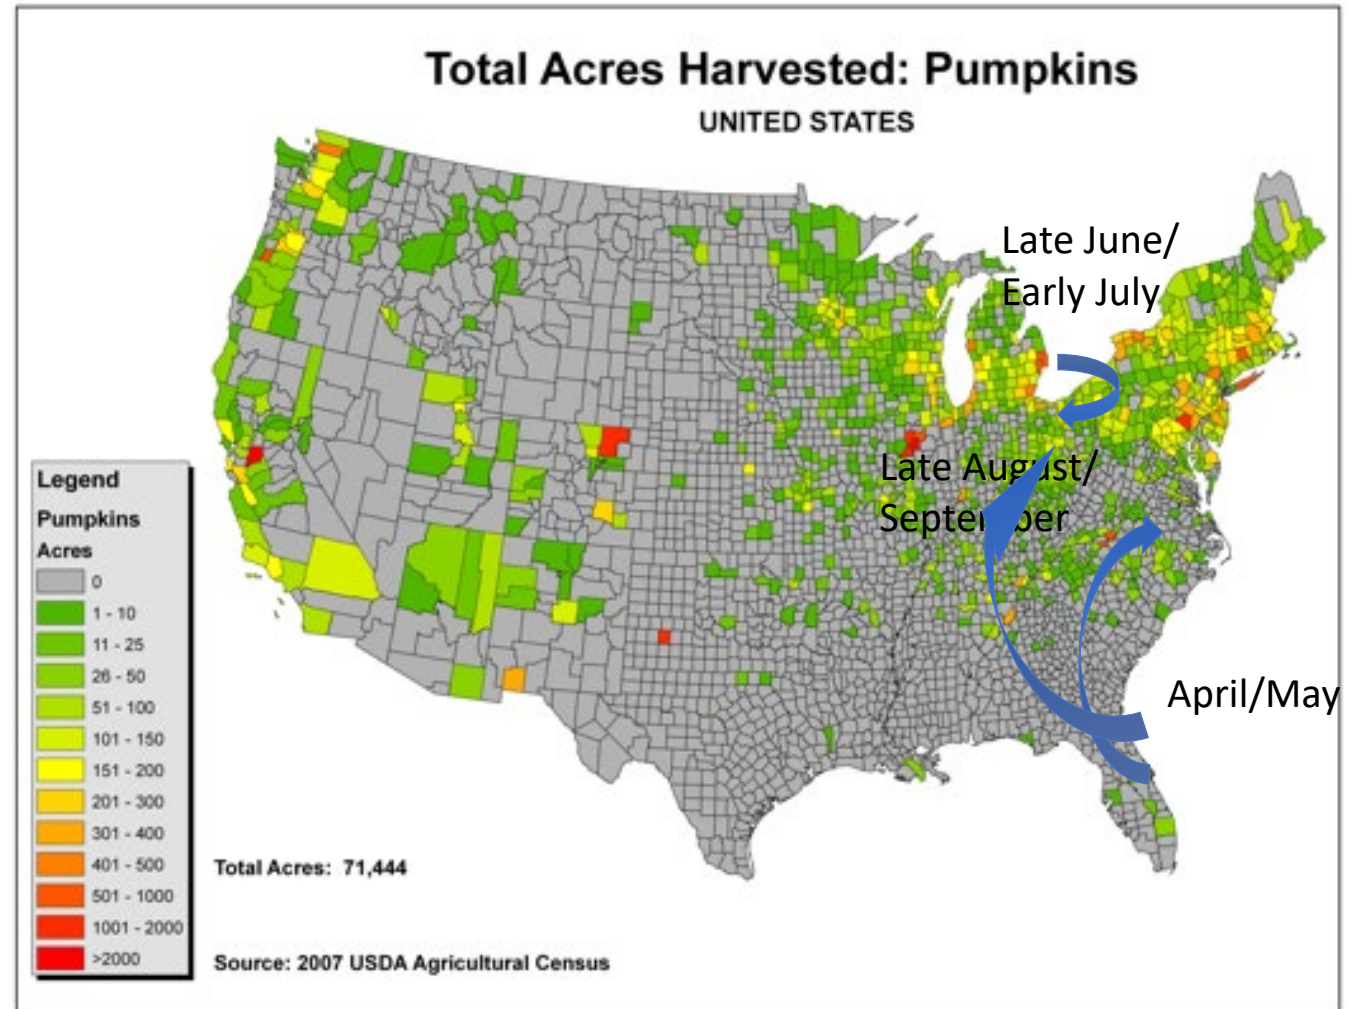 Total Acres Harvested: Pumpkins
UNITED STATES
Late June/
Early July
Late August/
September
April/May
Legend
Pumpkins
Acres
0
1 - 10
11 - 25
26 - 50
51 - 100
101 - 150
151 - 200
201 - 300
301 - 400
401 - 500
501 - 1000
1001 - 2000
>2000
Total Acres: 71,444
Source: 2007 USDA Agricultural Census